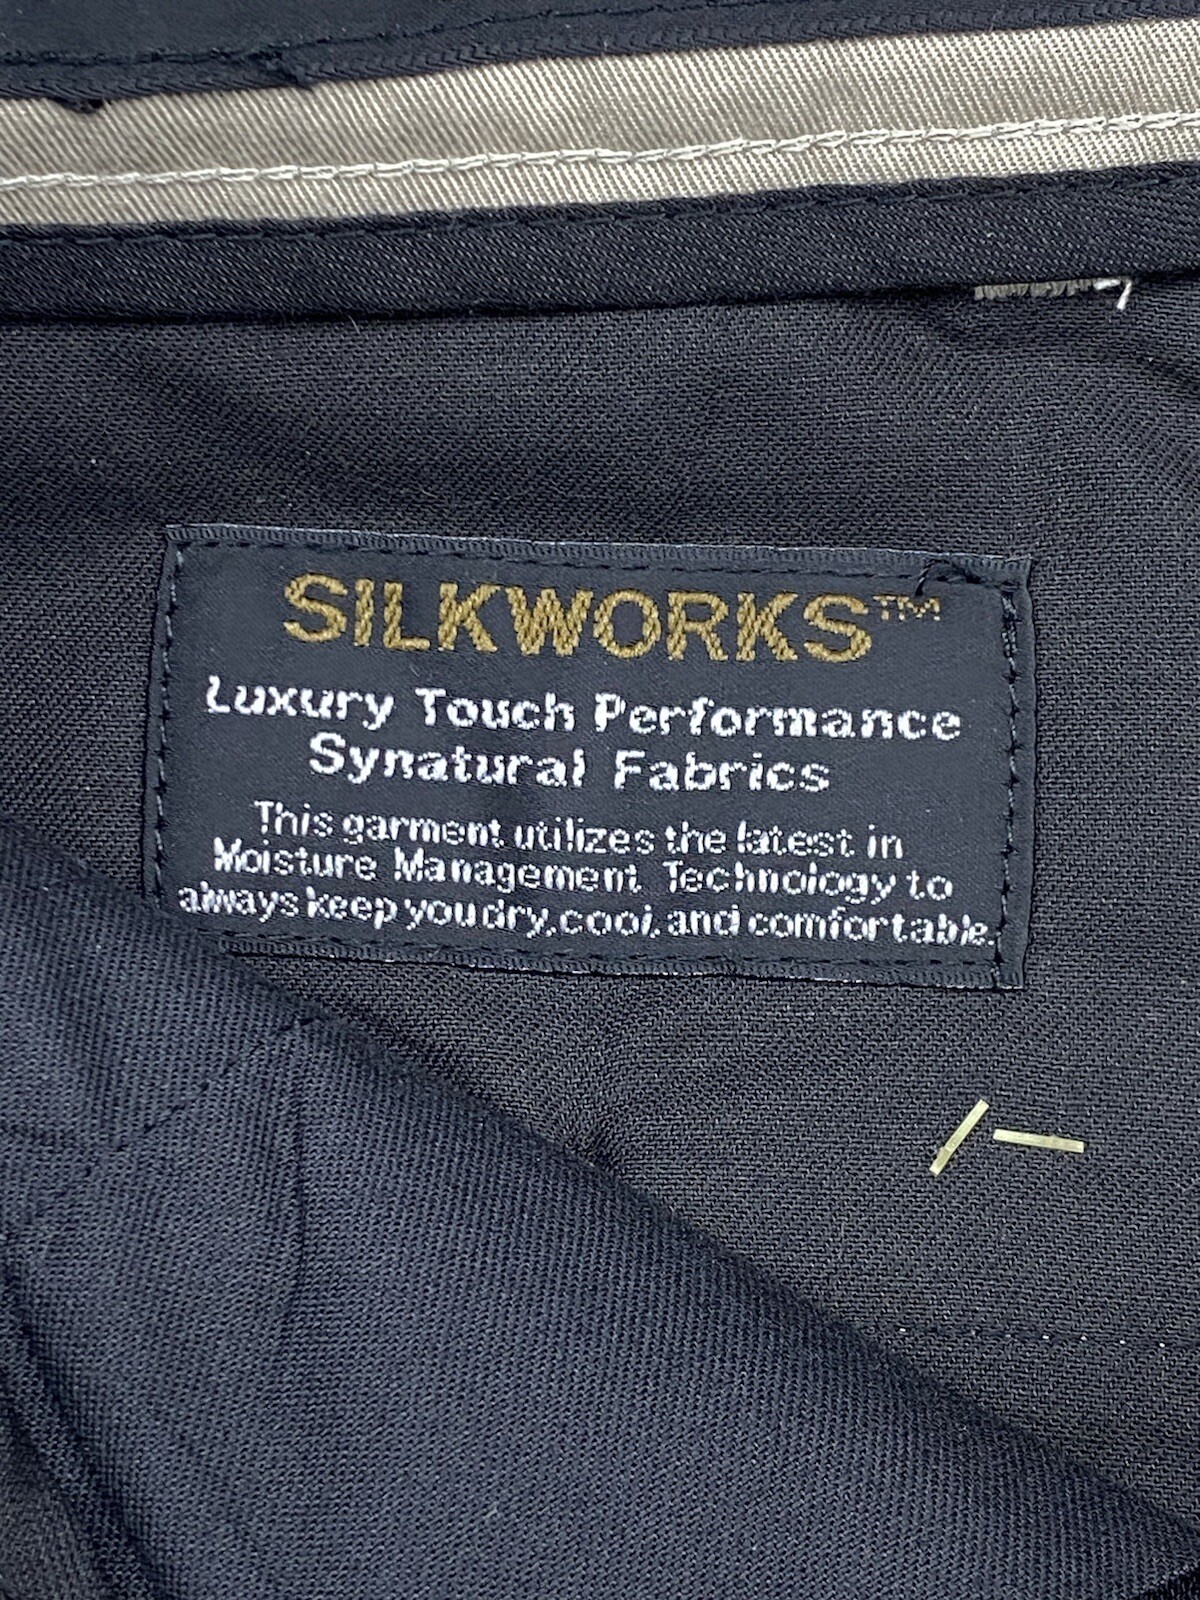 SILKWORKS™
Luxury Touch Performance
Synatural Fabrics
This garment utilizes the latest in
Moisture Management Technology to
always keep you dry, cool, and comfortable.